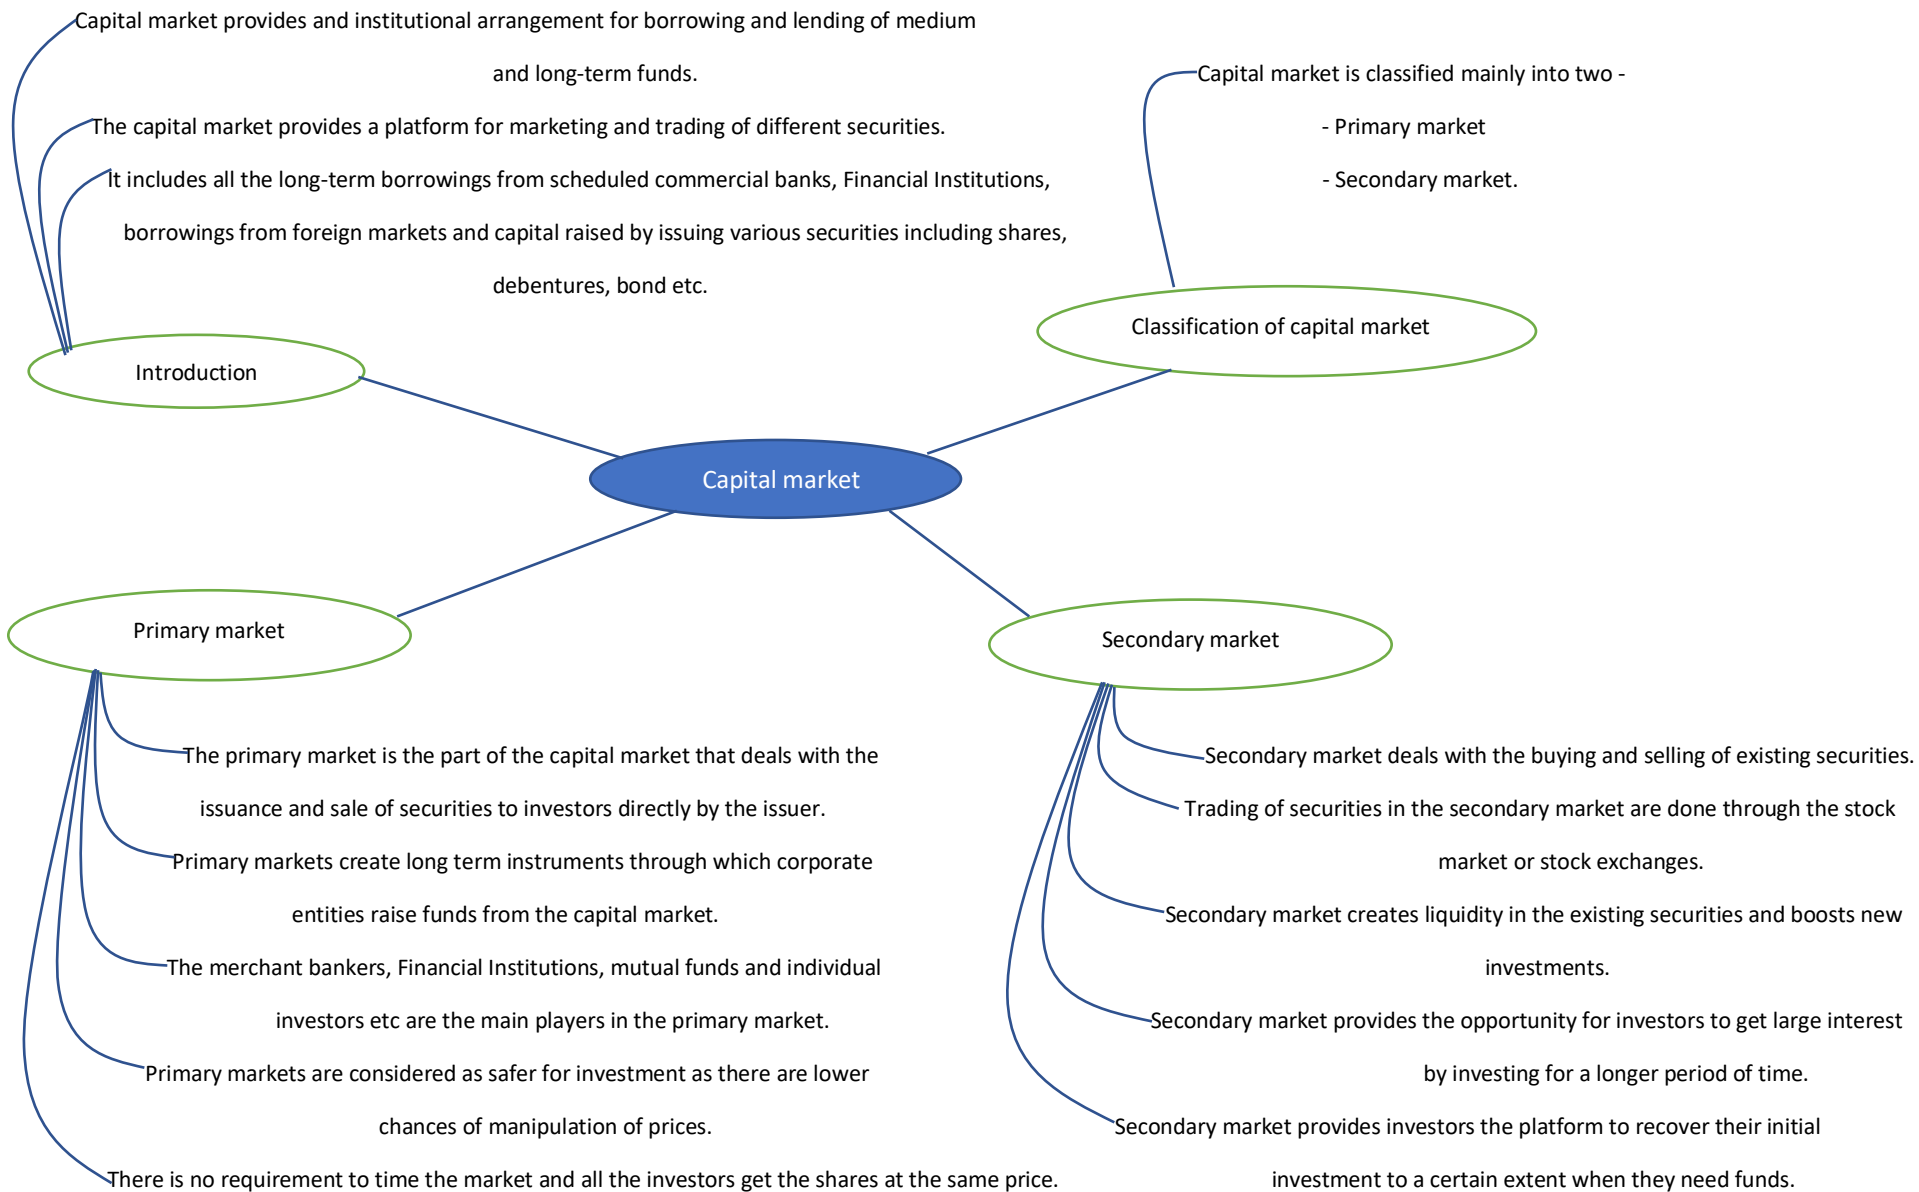 Capital market provides and institutional arrangement for borrowing and lending of medium
and long-term funds.
The capital market provides a platform for marketing and trading of different securities.
It includes all the long-term borrowings from scheduled commercial banks, Financial Institutions,
borrowings from foreign markets and capital raised by issuing various securities including shares,
debentures, bond etc.
Introduction
Capital market is classified mainly into two -
- Primary market
- Secondary market.
Classification of capital market
Capital market
Primary market
The primary market is the part of the capital market that deals with the
issuance and sale of securities to investors directly by the issuer.
Primary markets create long term instruments through which corporate
entities raise funds from the capital market.
The merchant bankers, Financial Institutions, mutual funds and individual
investors etc are the main players in the primary market.
Primary markets are considered as safer for investment as there are lower
chances of manipulation of prices.
There is no requirement to time the market and all the investors get the shares at the same price.
Secondary market
Secondary market deals with the buying and selling of existing securities.
Trading of securities in the secondary market are done through the stock
market or stock exchanges.
Secondary market creates liquidity in the existing securities and boosts new
investments.
Secondary market provides the opportunity for investors to get large interest
by investing for a longer period of time.
Secondary market provides investors the platform to recover their initial
investment to a certain extent when they need funds.